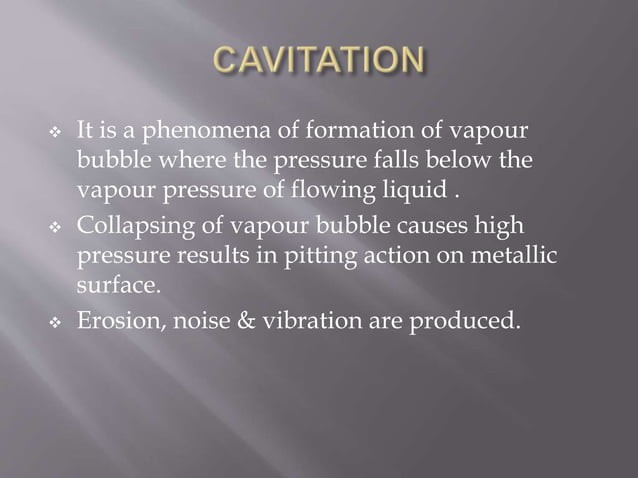 CAVITATION
It is a phenomena of formation of vapour
bubble where the pressure falls below the
vapour pressure of flowing liquid .
Collapsing of vapour bubble causes high
pressure results in pitting action on metallic
surface.
Erosion, noise & vibration are produced.